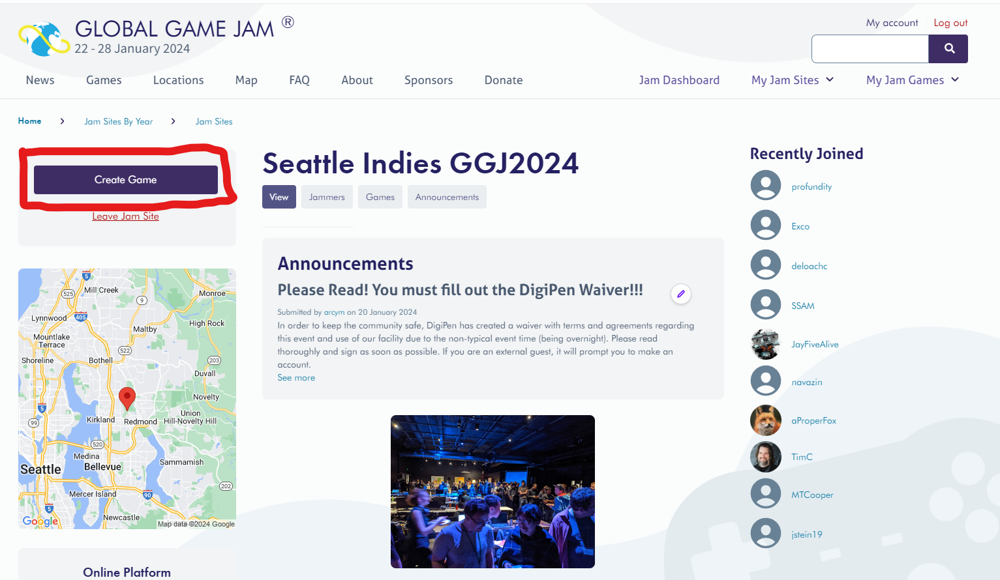 GLOBAL GAME JAM ®
22 - 28 January 2024
My account
Log out
News
Games
Locations
Map
FAQ
About
Sponsors
Donate
Jam Dashboard
My Jam Sites
My Jam Games
Home
Jam Sites By Year
Jam Sites
Create Game
Leave Jam Site
5
Mill Creek
Monroe
525
9
Lynnwood
405
High Rock
Maltby
Mountlake
Terrace
522
Shoreline
Bothell
203
Duvall
Novelty
5
Kirkland
Redmond
Union
Hill-Novelty Hill
99
520
Medina
Sammamish
Seattle
Bellevue
202
Mercer Island
90
5
Newcastle
Google
Map data ©2024 Google
Online Platform
Seattle Indies GGJ2024
View
Jammers
Games
Announcements
Announcements
Please Read! You must fill out the DigiPen Waiver!!!
Submitted by arcym on 20 January 2024
In order to keep the community safe, DigiPen has created a waiver with terms and agreements regarding
this event and use of our facility due to the non-typical event time (being overnight). Please read
thoroughly and sign as soon as possible. If you are an external guest, it will prompt you to make an
account.
See more
Recently Joined
profundity
Exco
deloachc
SSAM
JayFiveAlive
navazin
aProperFox
TimC
MTCooper
jstein19